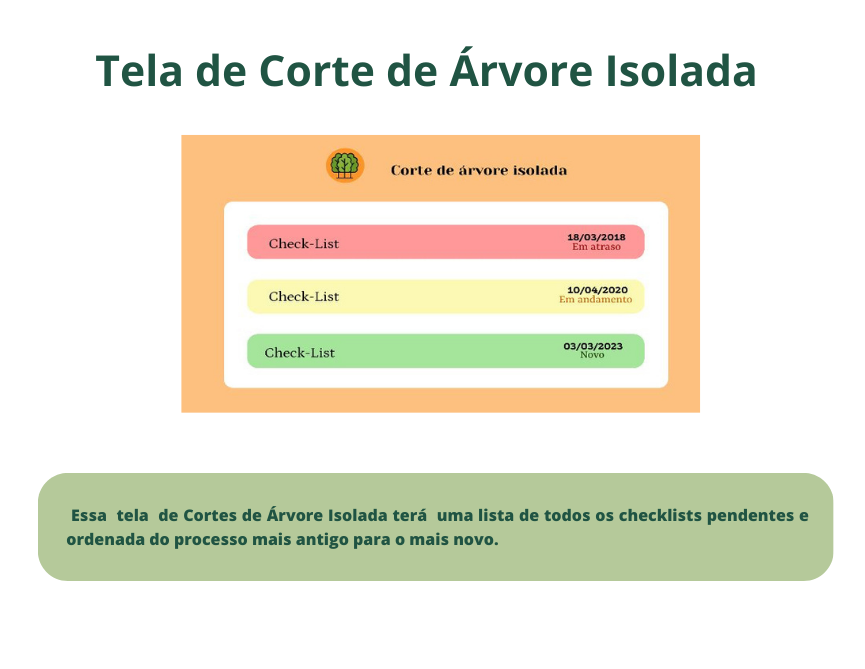 Tela de Corte de Árvore Isolada
Corte de árvore isolada
Check-List
18/03/2018
Em atraso
Check-List
10/04/2020
Em andamento
Check-List
03/03/2023
Novo
Essa tela de Cortes de Árvore Isolada terá uma lista de todos os checklists pendentes e
ordenada do processo mais antigo para o mais novo.